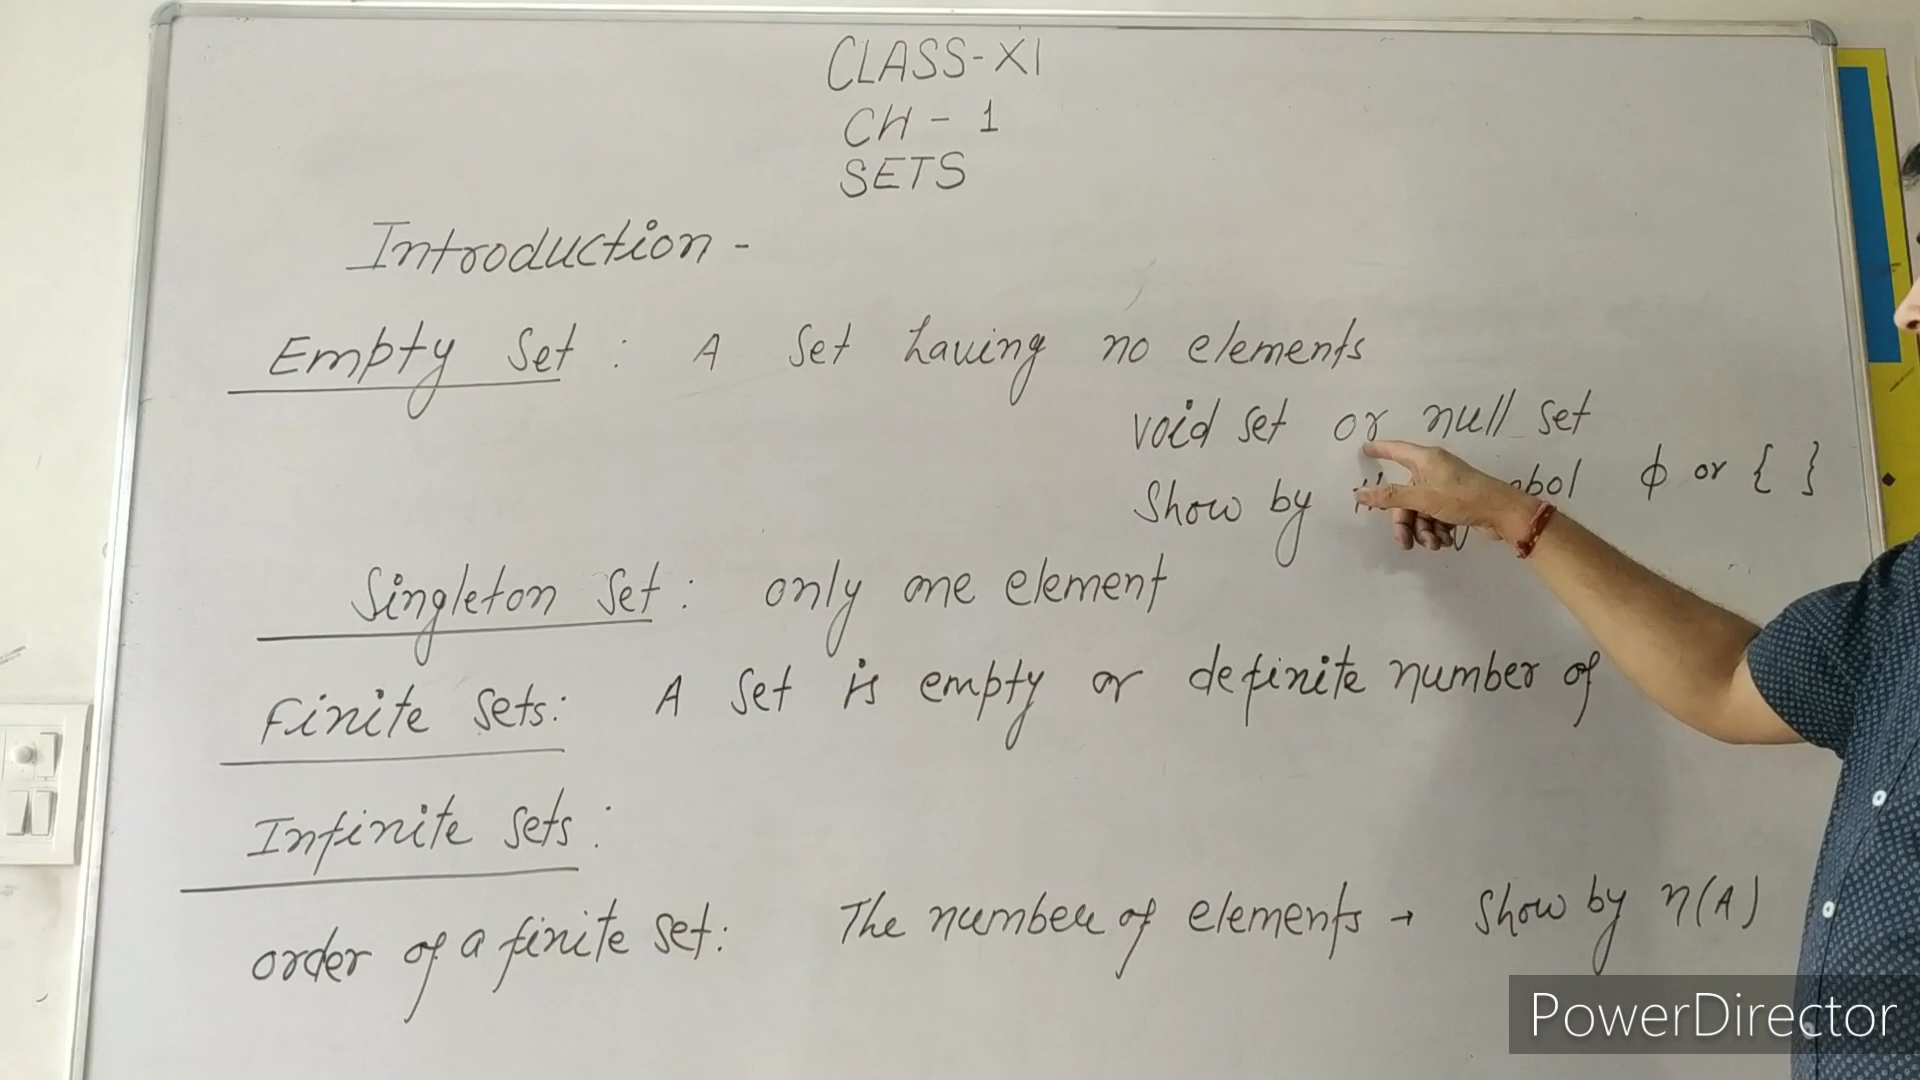 CLASS-XI
CH - 1
SETS
Introduction -
Empty Set : A Set having no elements
void set or null set
Show by ϕ or { }
Singleton Set : only one element
Finite Sets : A Set is empty or definite number of
Infinite Sets :
order of a finite set : The number of elements → Show by n(A)
PowerDirector